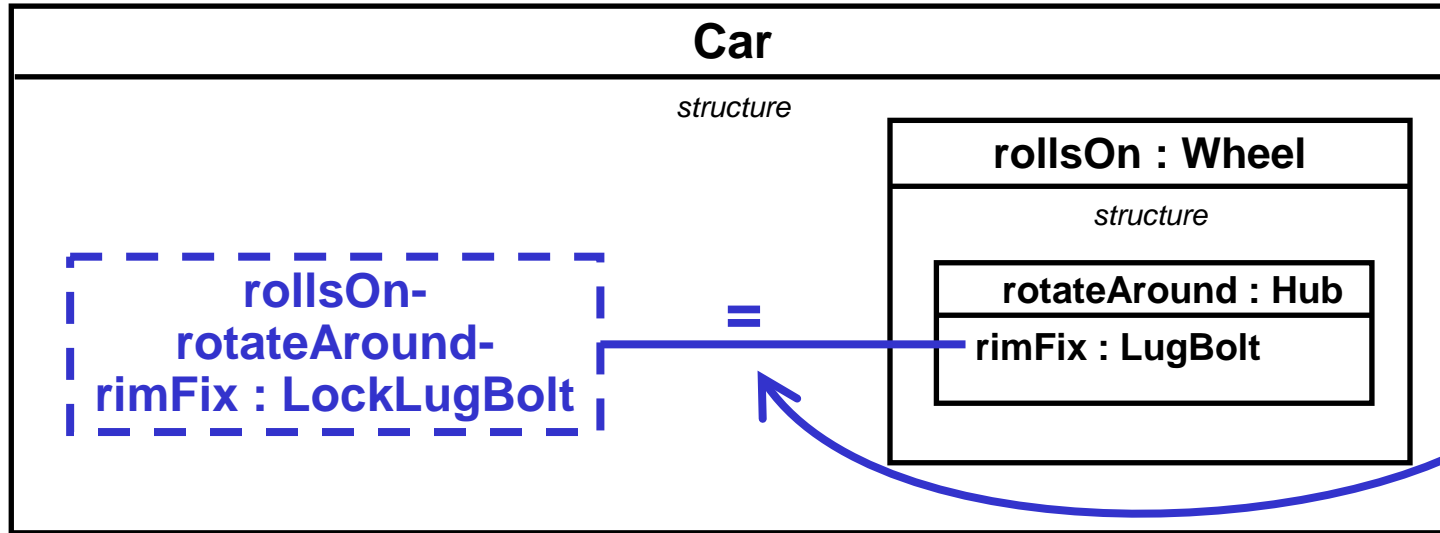 Car
structure
rollsOn : Wheel
structure
rotateAround : Hub
rimFix : LugBolt
rollsOn-
rotateAround-
rimFix : LockLugBolt
=